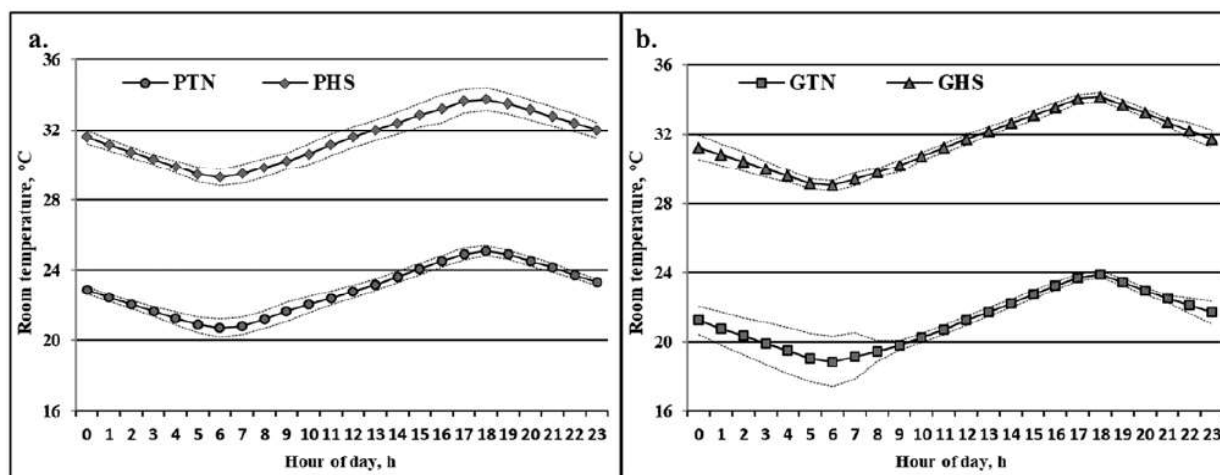 a.
PTN PHS
Room temperature, °C
36
32
28
24
20
16
0 1 2 3 4 5 6 7 8 9 10 11 12 13 14 15 16 17 18 19 20 21 22 23
Hour of day, h
b.
GTN GHS
Room temperature, °C
36
32
28
24
20
16
0 1 2 3 4 5 6 7 8 9 10 11 12 13 14 15 16 17 18 19 20 21 22 23
Hour of day, h